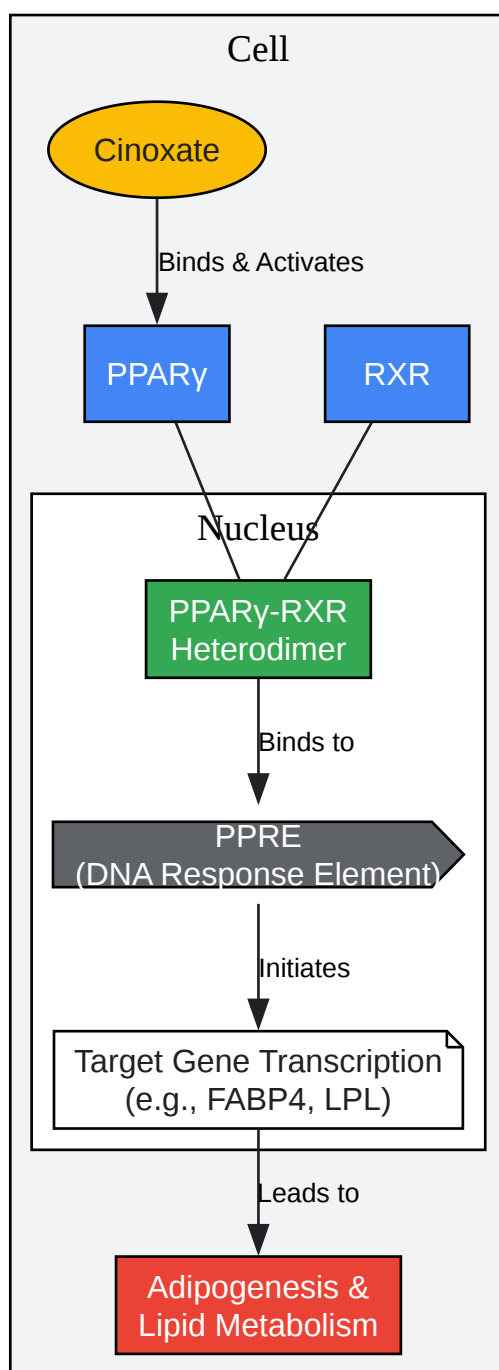 Cell
Cinoxate
Binds & Activates
PPARγ
RXR
Nucleus
PPARγ-RXR
Heterodimer
Binds to
PPRE
(DNA Response Element)
Initiates
Target Gene Transcription
(e.g., FABP4, LPL)
Leads to
Adipogenesis &
Lipid Metabolism